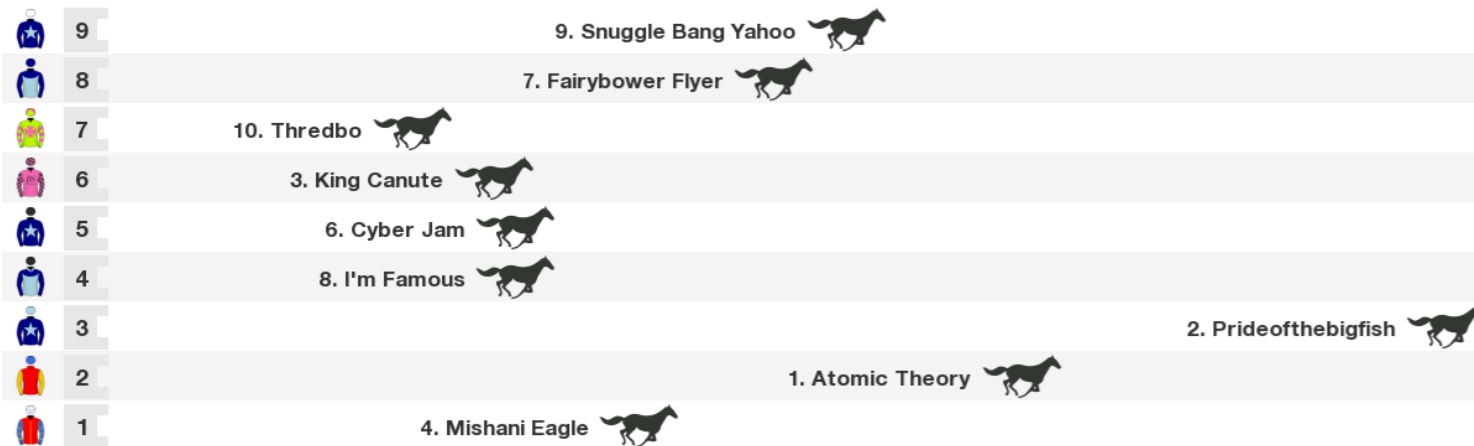 9 9. Snuggle Bang Yahoo
8 7. Fairybower Flyer
7 10. Thredbo
6 3. King Canute
5 6. Cyber Jam
4 8. I'm Famous
3 2. Prideofthebigfish
2 1. Atomic Theory
1 4. Mishani Eagle